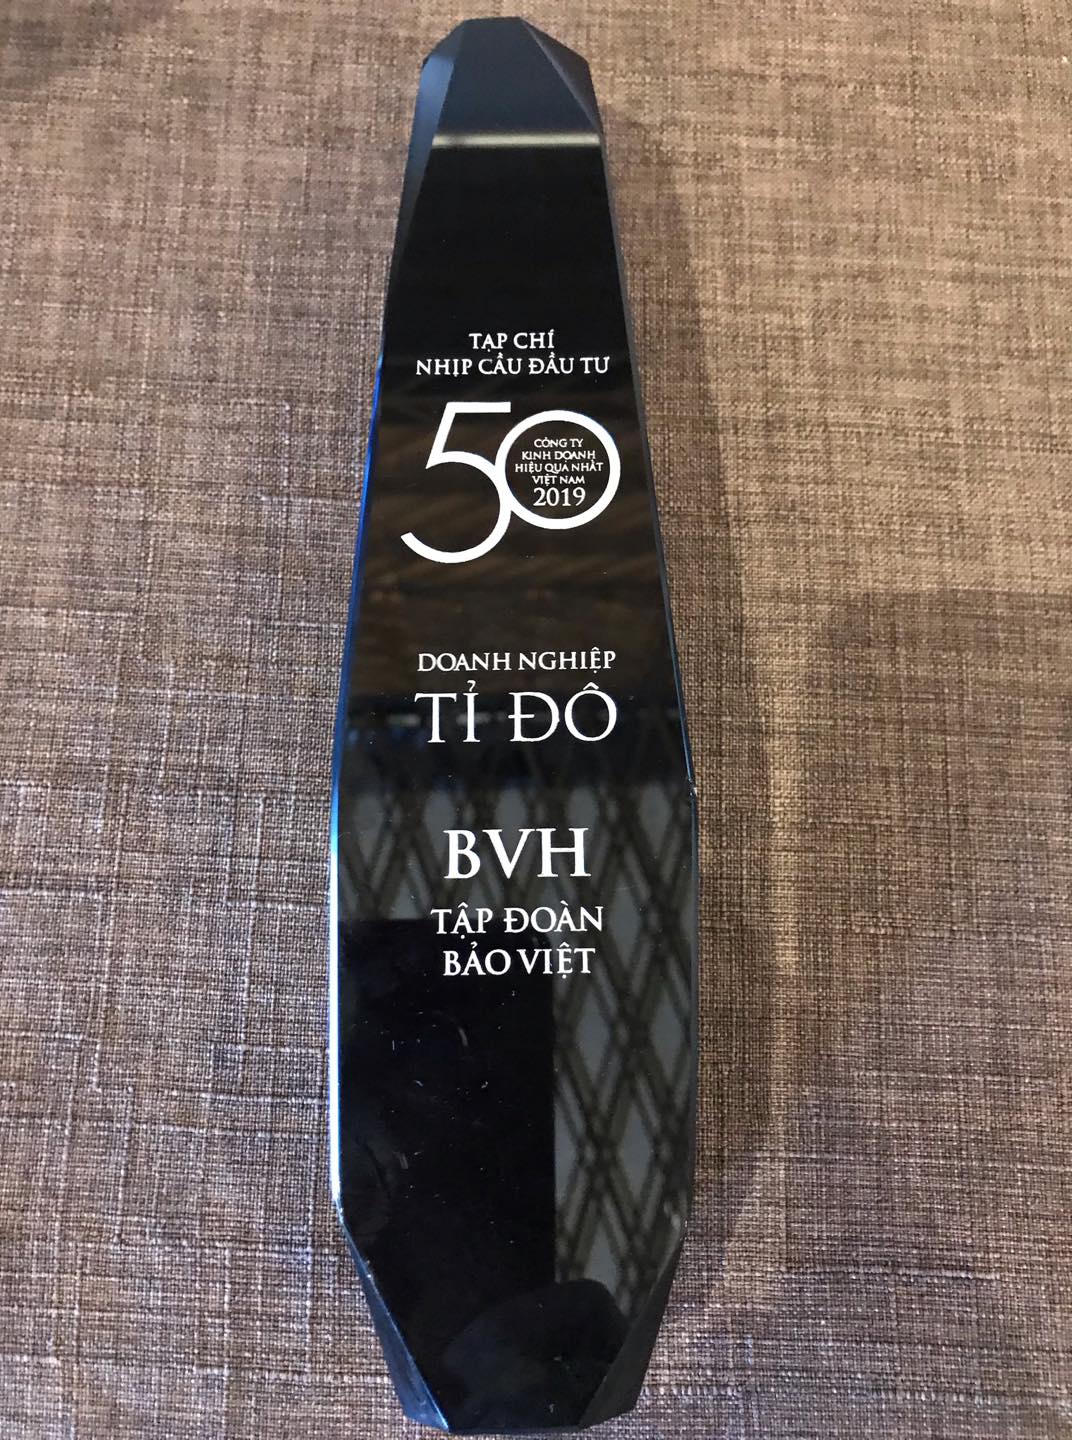 TẠP CHÍ
NHỊP CẦU ĐẦU TƯ
50
CÔNG TY
KINH DOANH
HIỆU QUẢ NHẤT
VIỆT NAM
2019
DOANH NGHIỆP
TỈ ĐÔ
BVH
TẬP ĐOÀN
BẢO VIỆT